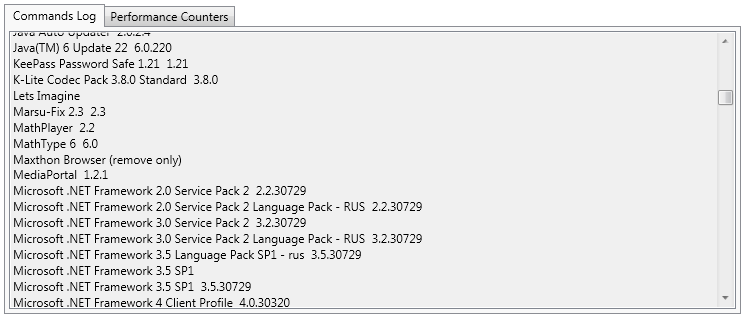 Commands Log
Performance Counters
Java Auto Updater  2.0.2.4
Java(TM) 6 Update 22  6.0.220
KeePass Password Safe 1.21  1.21
K-Lite Codec Pack 3.8.0 Standard  3.8.0
Lets Imagine
Marsu-Fix 2.3  2.3
MathPlayer  2.2
MathType 6  6.0
Maxthon Browser (remove only)
MediaPortal  1.2.1
Microsoft .NET Framework 2.0 Service Pack 2  2.2.30729
Microsoft .NET Framework 2.0 Service Pack 2 Language Pack - RUS  2.2.30729
Microsoft .NET Framework 3.0 Service Pack 2  3.2.30729
Microsoft .NET Framework 3.0 Service Pack 2 Language Pack - RUS  3.2.30729
Microsoft .NET Framework 3.5 Language Pack SP1 - rus  3.5.30729
Microsoft .NET Framework 3.5 SP1
Microsoft .NET Framework 3.5 SP1  3.5.30729
Microsoft .NET Framework 4 Client Profile  4.0.30320